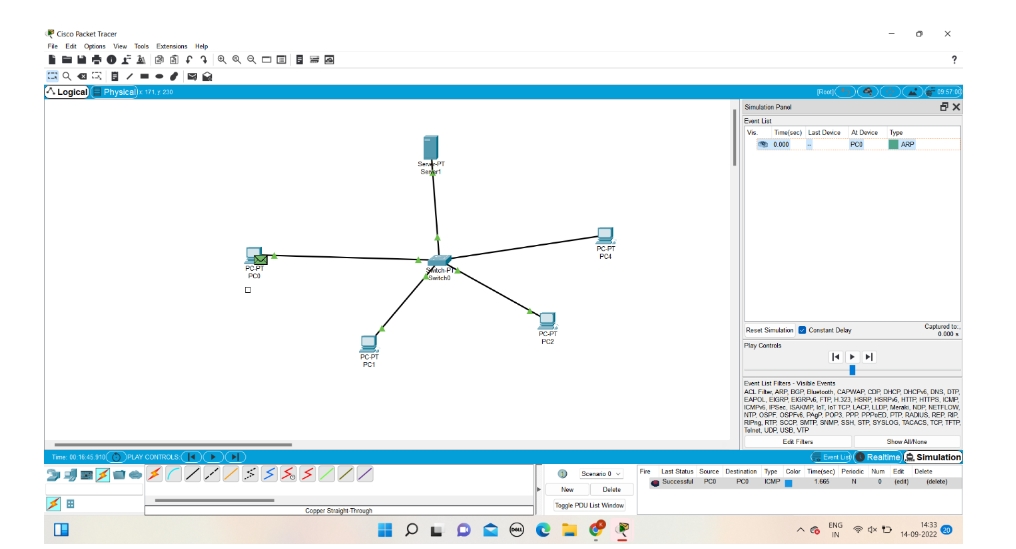 Cisco Packet Tracer
File Edit Options View Tools Extensions Help
?
Logical Physical x: 171, y: 230
[Root] 09:57:00
Simulation Panel
Event List
Vis. Time(sec) Last Device At Device Type
0.000 -- PC0 ARP
Server-PT
Server1
PC-PT
PC4
PC-PT
PC0
Switch-PT
Switch0
PC-PT
PC2
PC-PT
PC1
Reset Simulation Constant Delay Captured to:
0.000 s
Play Controls
Event List Filters - Visible Events
ACL Filter, ARP, BGP, Bluetooth, CAPWAP, CDP, DHCP, DHCPv6, DNS, DTP,
EAPOL, EIGRP, EIGRPv6, FTP, H.323, HSRP, HSRPv6, HTTP, HTTPS, ICMP,
ICMPv6, IPSec, ISAKMP, IoT, IoT TCP, LACP, LLDP, Meraki, NDP, NETFLOW,
NTP, OSPF, OSPFv6, PAgP, POP3, PPP, PPPoED, PTP, RADIUS, REP, RIP,
RIPng, RTP, SCCP, SMTP, SNMP, SSH, STP, SYSLOG, TACACS, TCP, TFTP,
Telnet, UDP, USB, VTP
Edit Filters Show All/None
Time: 00:16:45.910 PLAY CONTROLS: Event List Realtime Simulation
Scenario 0
New Delete
Toggle PDU List Window
Fire Last Status Source Destination Type Color Time(sec) Periodic Num Edit Delete
Successful PC0 PC0 ICMP 1.665 N 0 (edit) (delete)
Copper Straight-Through
DELL
ENG
IN
14:33
14-09-2022
20